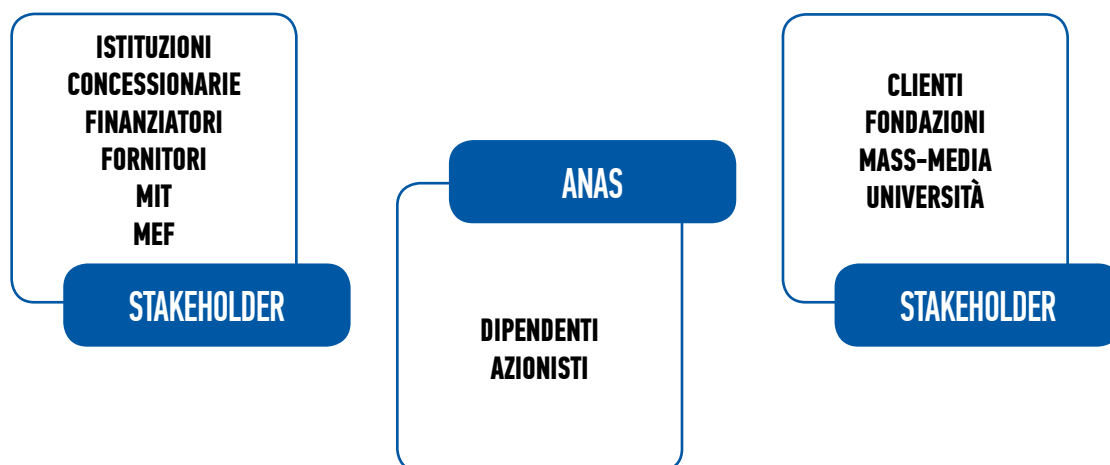 ISTITUZIONI
CONCESSIONARIE
FINANZIATORI
FORNITORI
MIT
MEF
STAKEHOLDER
ANAS
DIPENDENTI
AZIONISTI
CLIENTI
FONDAZIONI
MASS-MEDIA
UNIVERSITÀ
STAKEHOLDER